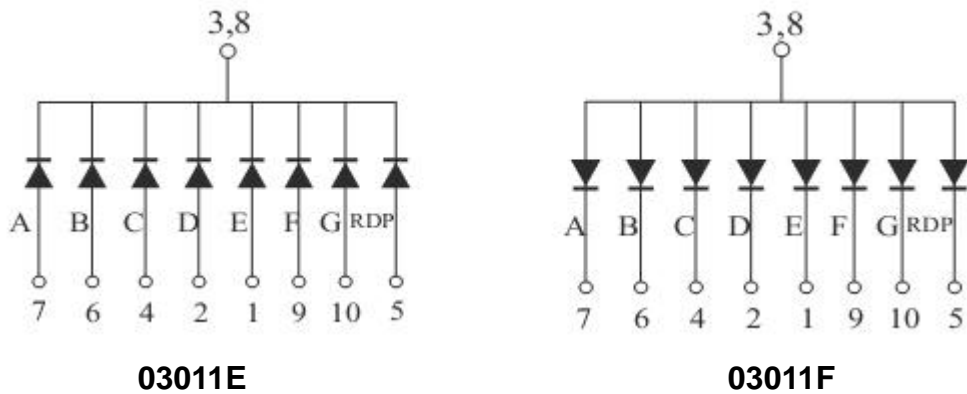 3,8 3,8
A B C D E F G RDP A B C D E F G RDP
7 6 4 2 1 9 10 5 7 6 4 2 1 9 10 5
03011E 03011F